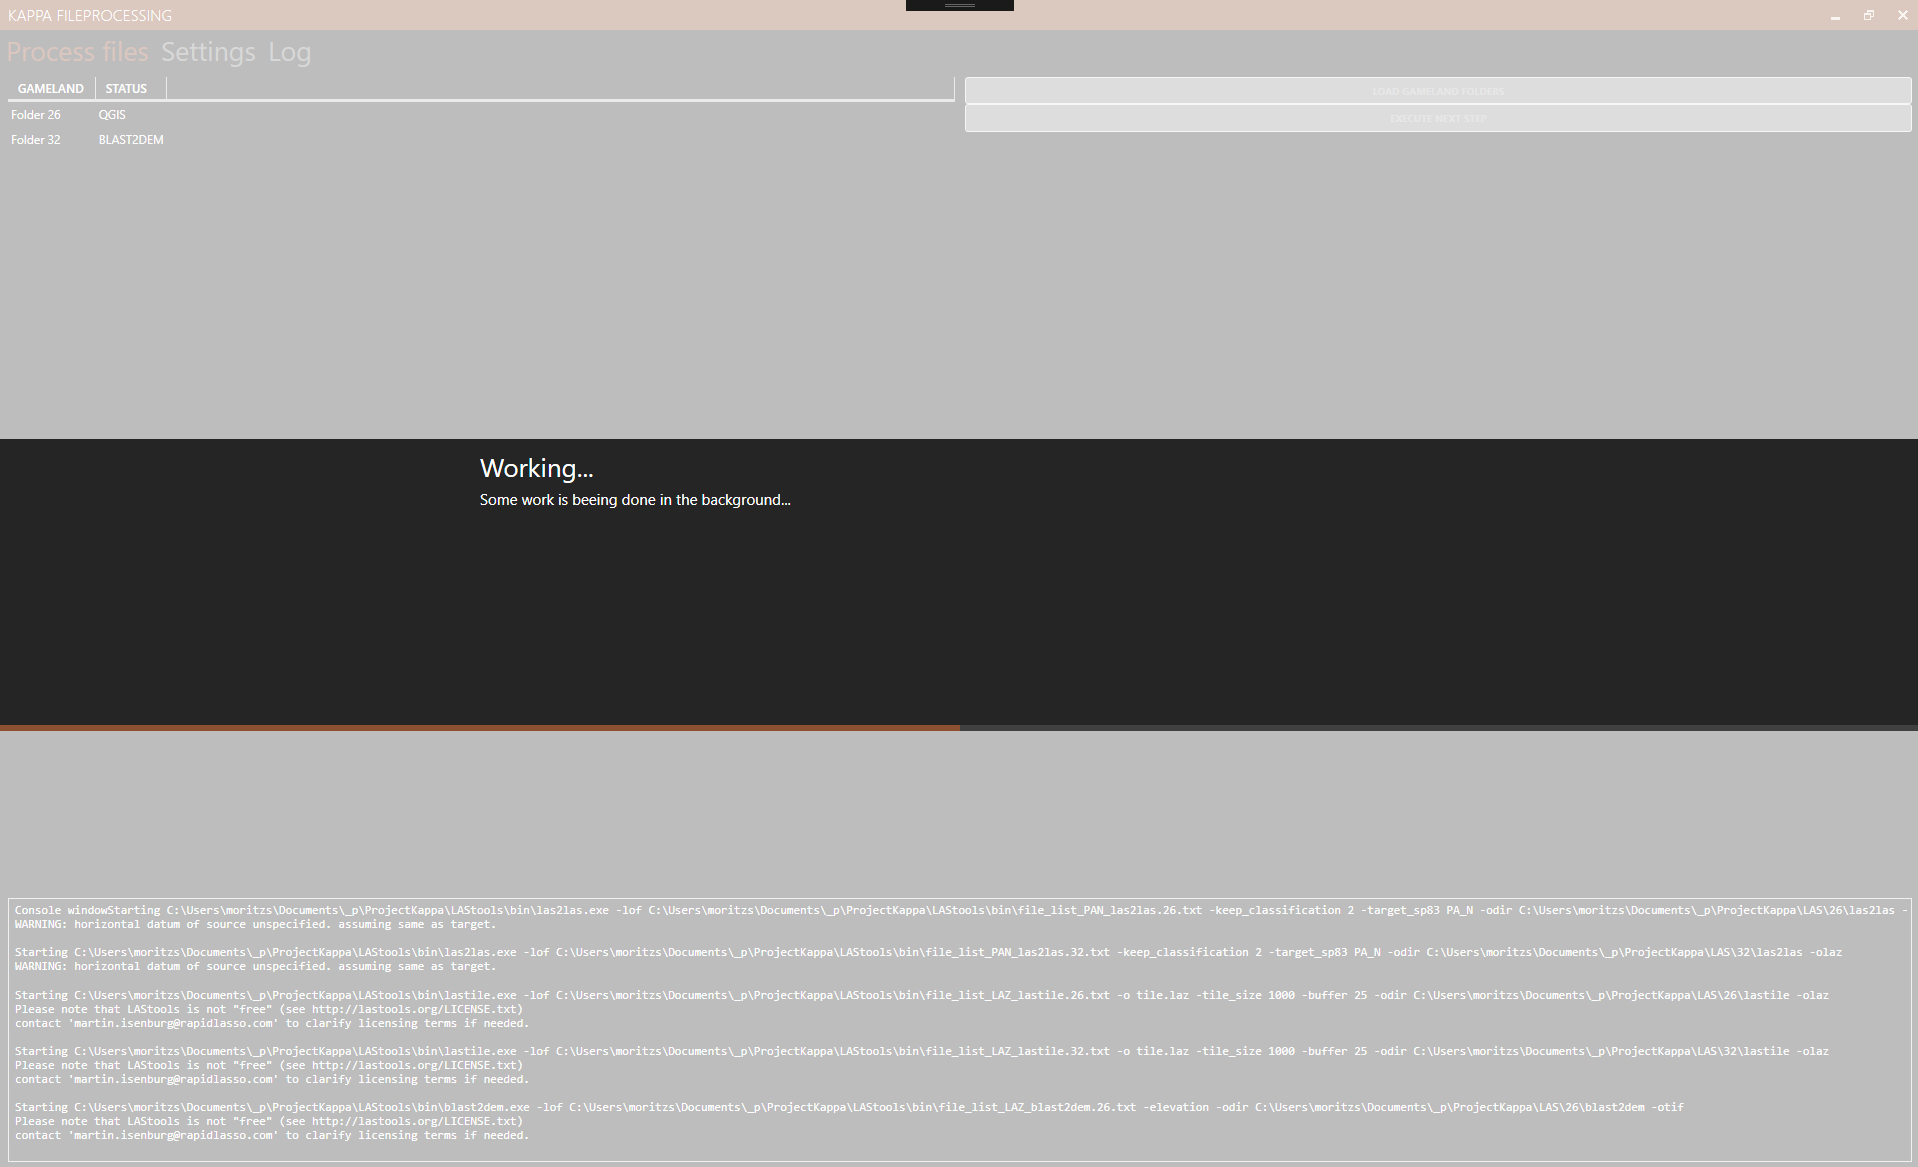 KAPPA FILEPROCESSING
Process files Settings Log
GAMELAND STATUS
Folder 26 QGIS
Folder 32 BLAST2DEM
LOAD GAMELAND FOLDERS
EXECUTE NEXT STEP
Working...
Some work is beeing done in the background...
Console windowStarting C:\Users\moritzs\Documents\_p\ProjectKappa\LAStools\bin\las2las.exe -lof C:\Users\moritzs\Documents\_p\ProjectKappa\LAStools\bin\file_list_PAN_las2las.26.txt -keep_classification 2 -target_sp83 PA_N -odir C:\Users\moritzs\Documents\_p\ProjectKappa\LAS\26\las2las -
WARNING: horizontal datum of source unspecified. assuming same as target.
Starting C:\Users\moritzs\Documents\_p\ProjectKappa\LAStools\bin\las2las.exe -lof C:\Users\moritzs\Documents\_p\ProjectKappa\LAStools\bin\file_list_PAN_las2las.32.txt -keep_classification 2 -target_sp83 PA_N -odir C:\Users\moritzs\Documents\_p\ProjectKappa\LAS\32\las2las -olaz
WARNING: horizontal datum of source unspecified. assuming same as target.
Starting C:\Users\moritzs\Documents\_p\ProjectKappa\LAStools\bin\lastile.exe -lof C:\Users\moritzs\Documents\_p\ProjectKappa\LAStools\bin\file_list_LAZ_lastile.26.txt -o tile.laz -tile_size 1000 -buffer 25 -odir C:\Users\moritzs\Documents\_p\ProjectKappa\LAS\26\lastile -olaz
Please note that LAStools is not "free" (see http://lastools.org/LICENSE.txt)
contact 'martin.isenburg@rapidlasso.com' to clarify licensing terms if needed.
Starting C:\Users\moritzs\Documents\_p\ProjectKappa\LAStools\bin\lastile.exe -lof C:\Users\moritzs\Documents\_p\ProjectKappa\LAStools\bin\file_list_LAZ_lastile.32.txt -o tile.laz -tile_size 1000 -buffer 25 -odir C:\Users\moritzs\Documents\_p\ProjectKappa\LAS\32\lastile -olaz
Please note that LAStools is not "free" (see http://lastools.org/LICENSE.txt)
contact 'martin.isenburg@rapidlasso.com' to clarify licensing terms if needed.
Starting C:\Users\moritzs\Documents\_p\ProjectKappa\LAStools\bin\blast2dem.exe -lof C:\Users\moritzs\Documents\_p\ProjectKappa\LAStools\bin\file_list_LAZ_blast2dem.26.txt -elevation -odir C:\Users\moritzs\Documents\_p\ProjectKappa\LAS\26\blast2dem -otif
Please note that LAStools is not "free" (see http://lastools.org/LICENSE.txt)
contact 'martin.isenburg@rapidlasso.com' to clarify licensing terms if needed.